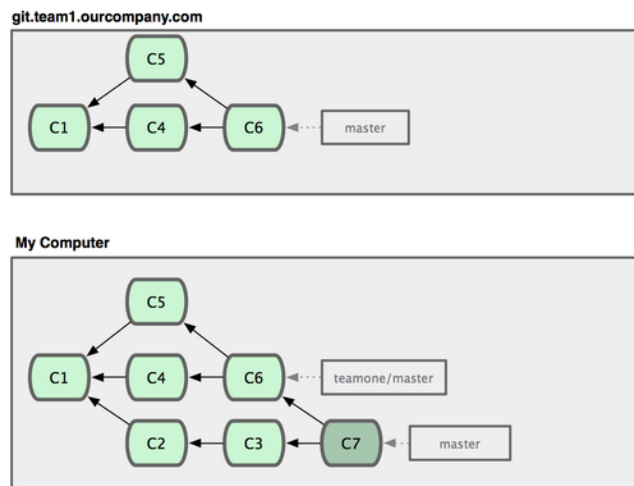 git.team1.ourcompany.com
C5
C1
C4
C6
master
My Computer
C5
C1
C4
C6
teamone/master
C2
C3
C7
master